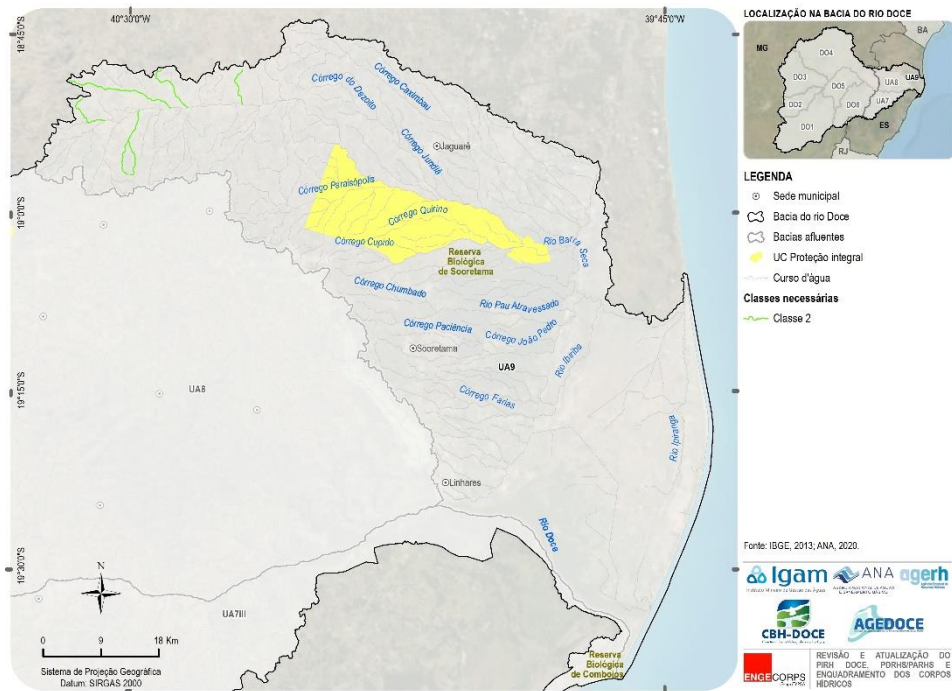 40°30'0"S
39°45'0"S
18°45'0"S
19°0'0"S
19°15'0"S
19°30'0"S
Córrego Caximbau
Córrego do Dezoito
Córrego Jundiá
Jaguaré
Córrego Paraisópolis
Córrego Quirino
Córrego Cupido
Rio Barra Seca
Reserva
Biológica
de Sooretama
Córrego Chumbado
Rio Pau Atravessado
Córrego Paciência
Córrego João Pedro
Sooretama
Rio Ibiriba
UA9
UA8
Córrego Farias
Rio Ipiranga
Linhares
Rio Doce
UA7III
Reserva
Biológica
de Comboios
N
0 9 18 Km
Sistema de Projeção Geográfica
Datum: SIRGAS 2000
LOCALIZAÇÃO NA BACIA DO RIO DOCE
MG
BA
DO4
DO3
DO5
UA8
UA9
DO2
DO6
UA7
DO1
ES
RJ
LEGENDA
Sede municipal
Bacia do rio Doce
Bacias afluentes
UC Proteção integral
Curso d'água
Classes necessárias
Classe 2
Fonte: IBGE, 2013; ANA, 2020.
Igam
ANA
agerh
CBH-DOCE
AGEDOCE
ENGECORPS
REVISÃO E ATUALIZAÇÃO DO
PIRH DOCE, PDRHS/PARHS E
ENQUADRAMENTO DOS CORPOS
HÍDRICOS